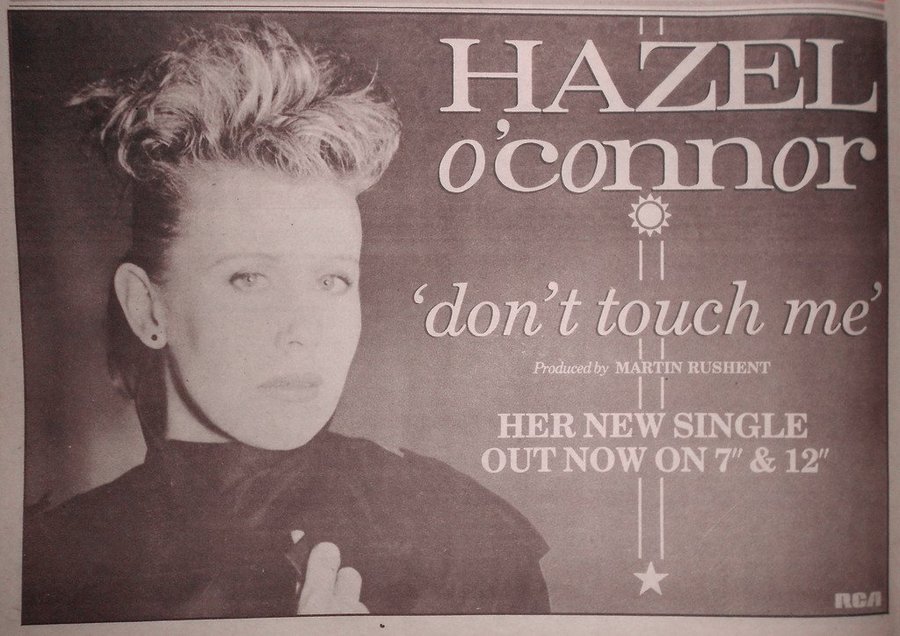 HAZEL
o'connor
'don't touch me'
Produced by MARTIN RUSHENT
HER NEW SINGLE
OUT NOW ON 7" & 12"
RCA